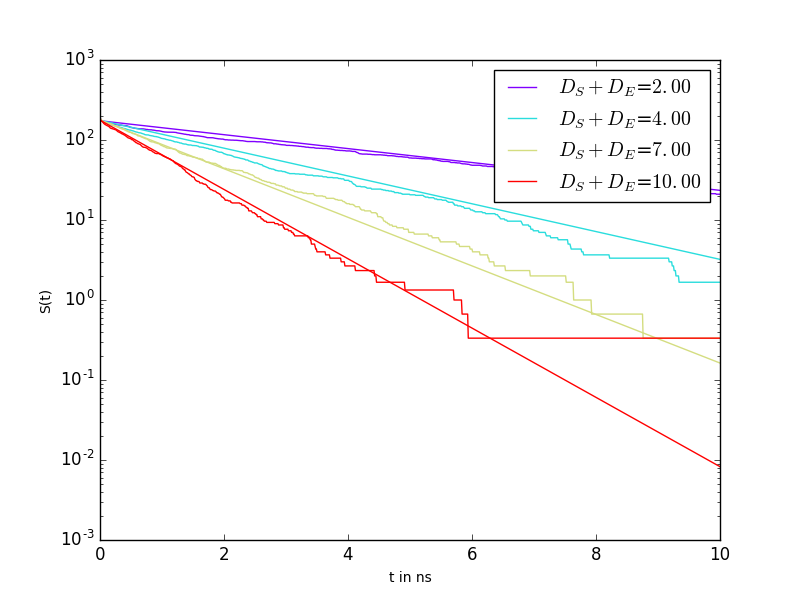 10^3
10^2
10^1
10^0
10^-1
10^-2
10^-3
S(t)
0 2 4 6 8 10
t in ns
D_S + D_E=2.00
D_S + D_E=4.00
D_S + D_E=7.00
D_S + D_E=10.00